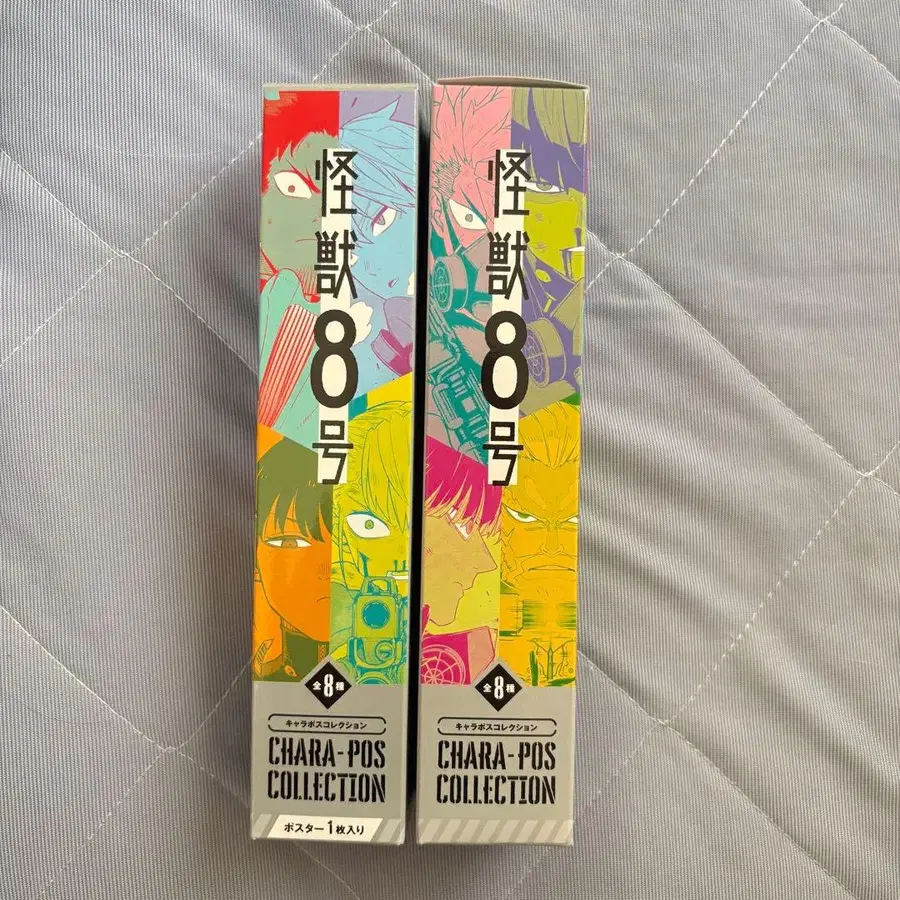 怪獣8号
全8種
キャラポスコレクション
CHARA-POS
COLLECTION
ポスター1枚入り
怪獣8号
全8種
キャラポスコレクション
CHARA-POS
COLLECTION